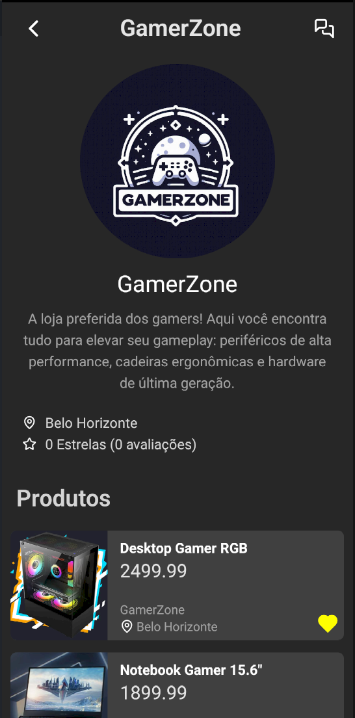 GamerZone
GAMERZONE
GamerZone
A loja preferida dos gamers! Aqui você encontra
tudo para elevar seu gameplay: periféricos de alta
performance, cadeiras ergonômicas e hardware
de última geração.
Belo Horizonte
0 Estrelas (0 avaliações)
Produtos
Desktop Gamer RGB
2499.99
GamerZone
Belo Horizonte
Notebook Gamer 15.6"
1899.99